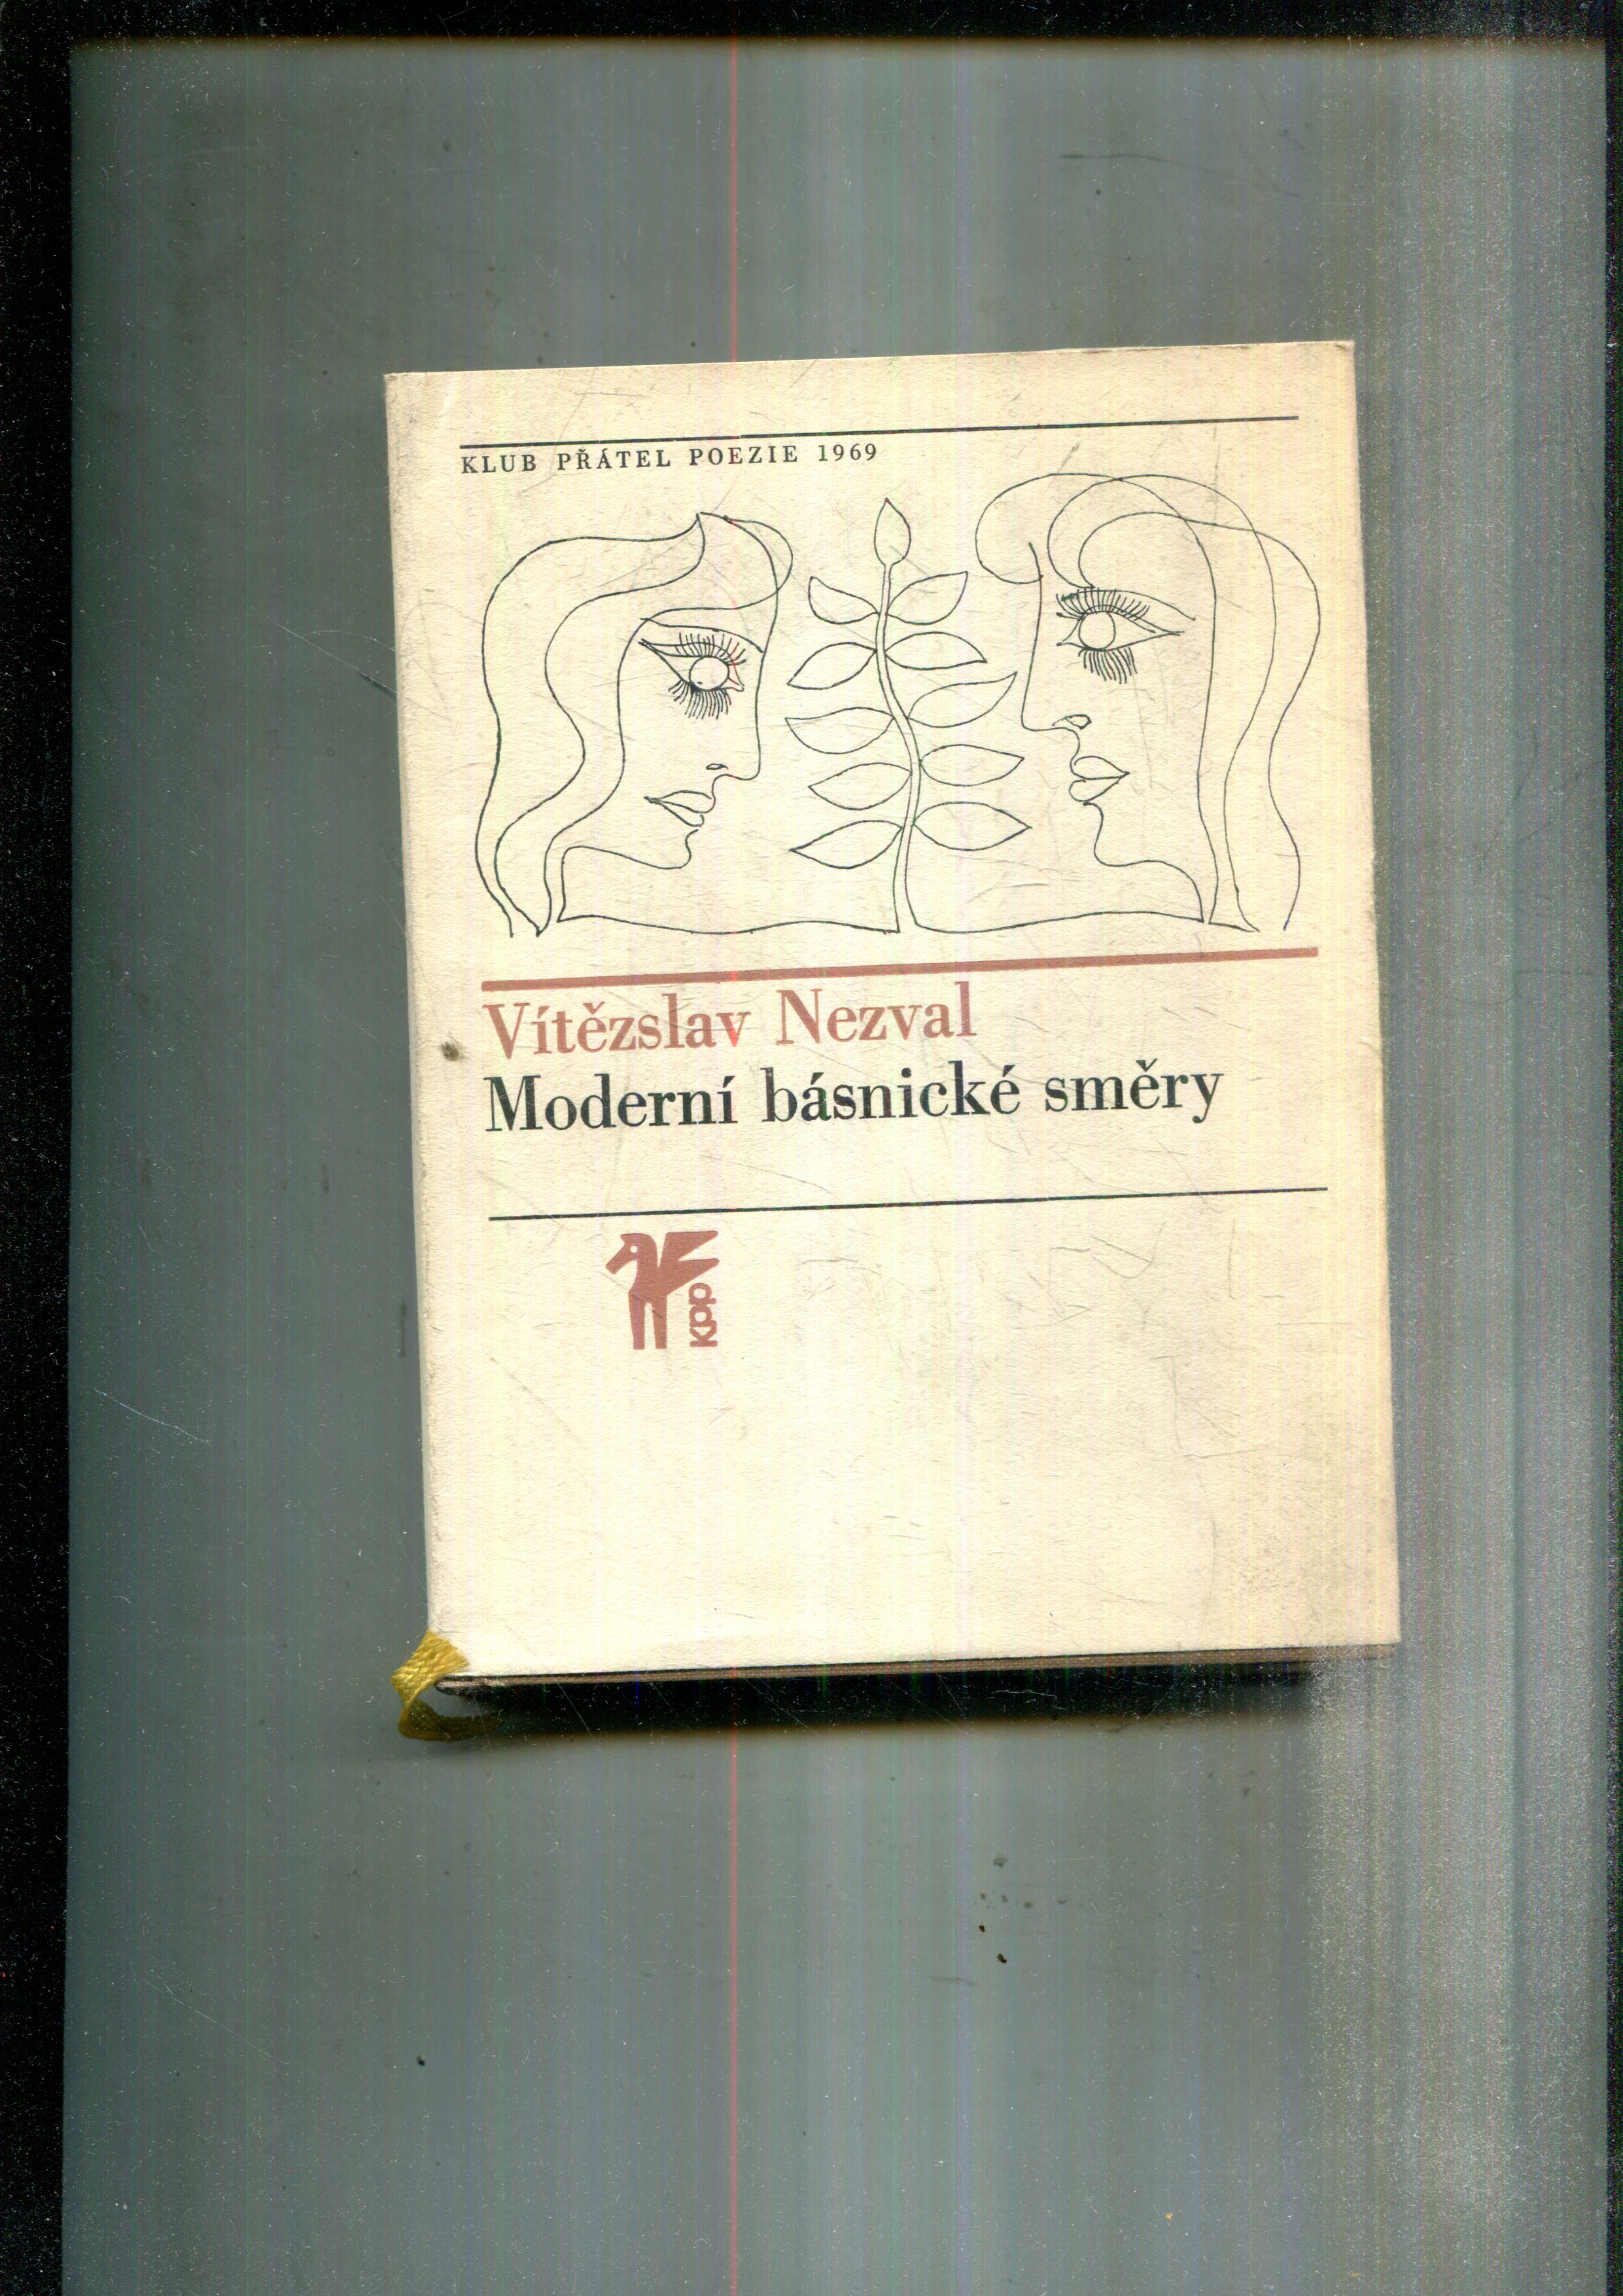 KLUB PŘÁTEL POEZIE 1969
Vítězslav Nezval
Moderní básnické směry
kpp